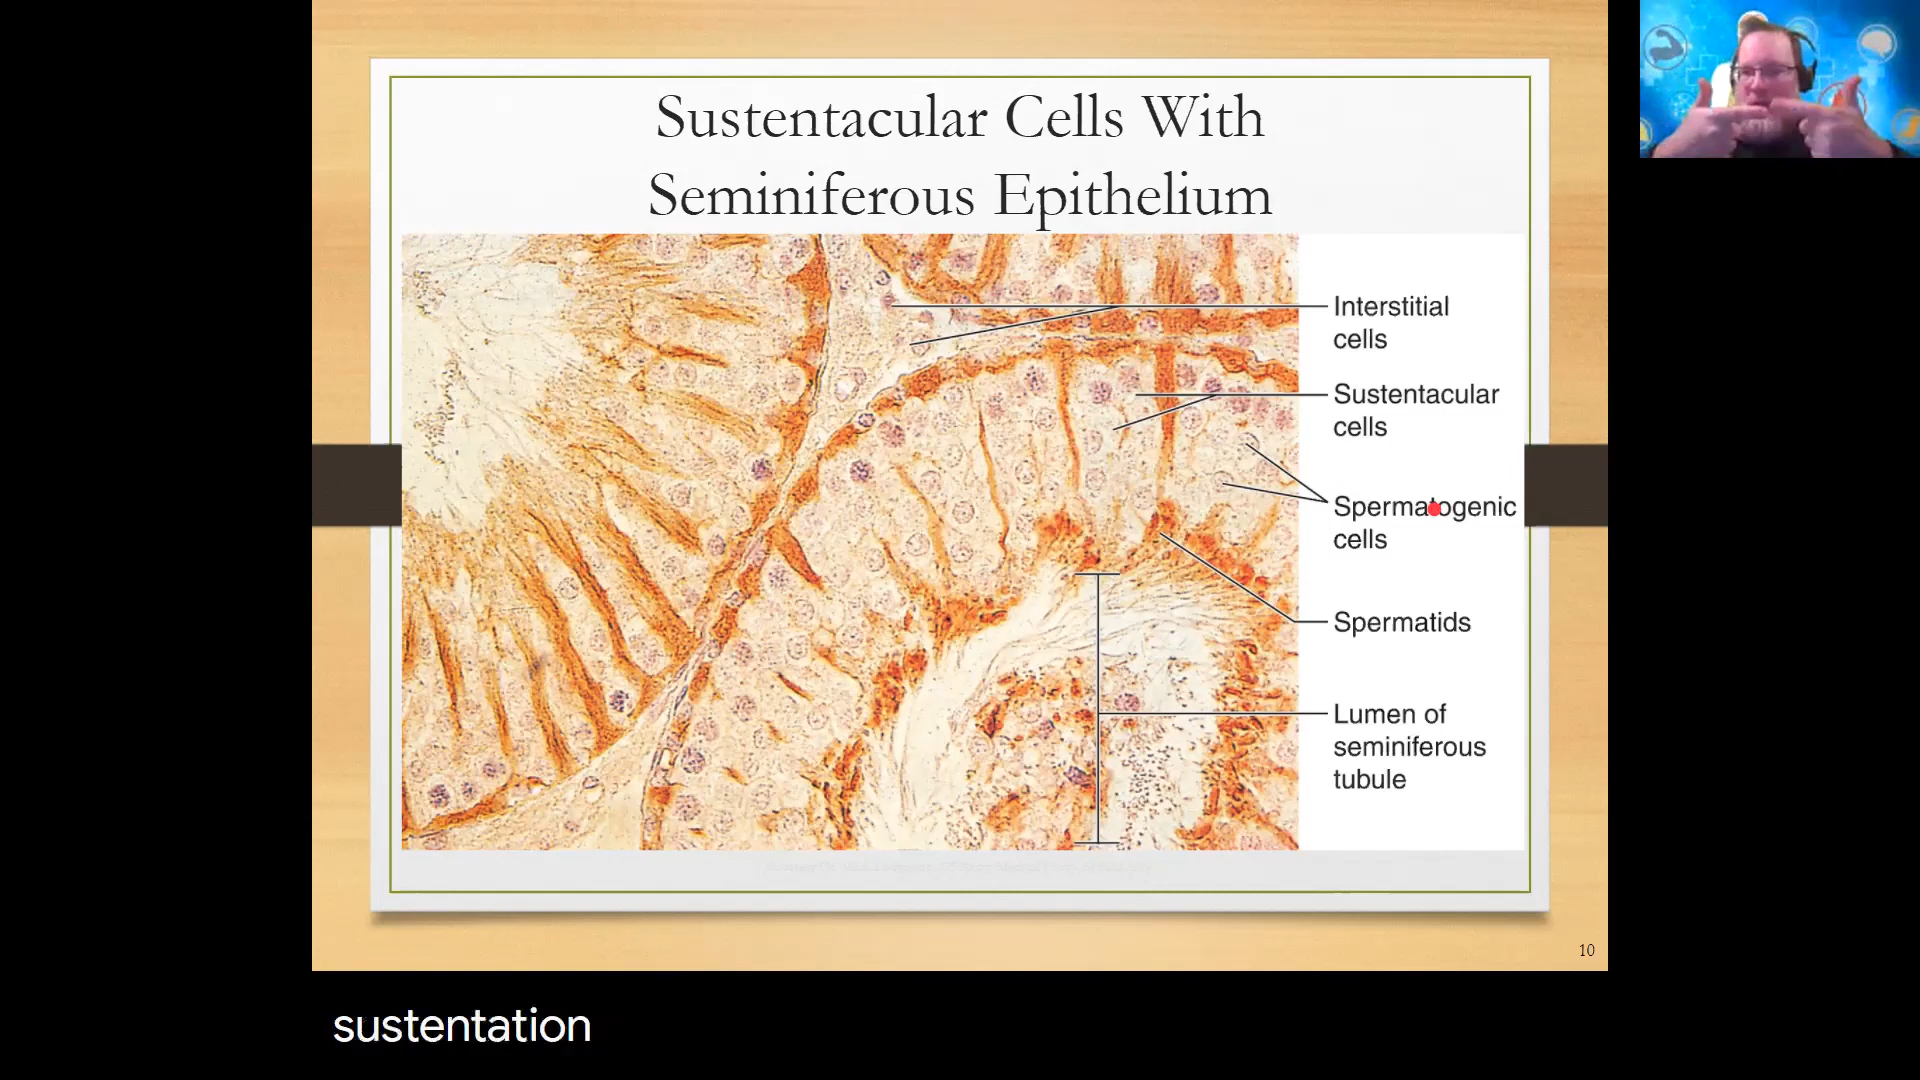 Sustentacular Cells With
Seminiferous Epithelium
Interstitial
cells
Sustentacular
cells
Spermatogenic
cells
Spermatids
Lumen of
seminiferous
tubule
10
sustentation